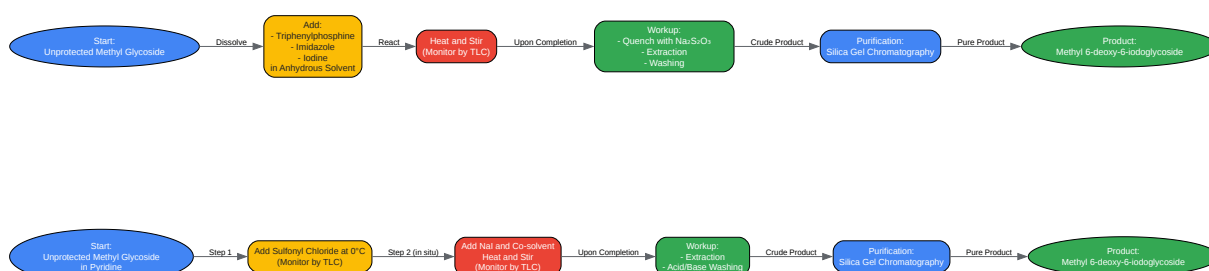 Start:
Unprotected Methyl Glycoside
Dissolve
Add:
- Triphenylphosphine
- Imidazole
- Iodine
in Anhydrous Solvent
React
Heat and Stir
(Monitor by TLC)
Upon Completion
Workup:
- Quench with Na₂S₂O₃
- Extraction
- Washing
Crude Product
Purification:
Silica Gel Chromatography
Pure Product
Product:
Methyl 6-deoxy-6-iodoglycoside
Start:
Unprotected Methyl Glycoside
in Pyridine
Step 1
Add Sulfonyl Chloride at 0°C
(Monitor by TLC)
Step 2 (in situ)
Add NaI and Co-solvent
Heat and Stir
(Monitor by TLC)
Upon Completion
Workup:
- Extraction
- Acid/Base Washing
Crude Product
Purification:
Silica Gel Chromatography
Pure Product
Product:
Methyl 6-deoxy-6-iodoglycoside